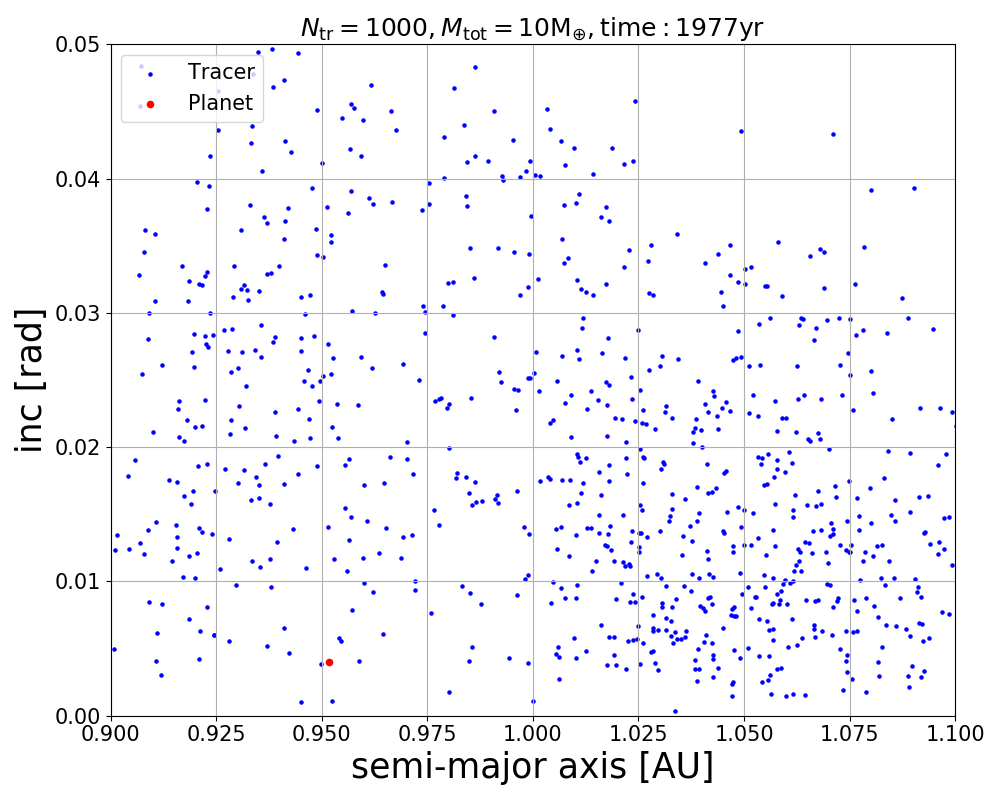 N_tr = 1000, M_tot = 10M_⊕, time : 1977yr
0.05
Tracer
Planet
0.04
0.03
0.02
0.01
0.00
inc [rad]
0.900 0.925 0.950 0.975 1.000 1.025 1.050 1.075 1.100
semi-major axis [AU]